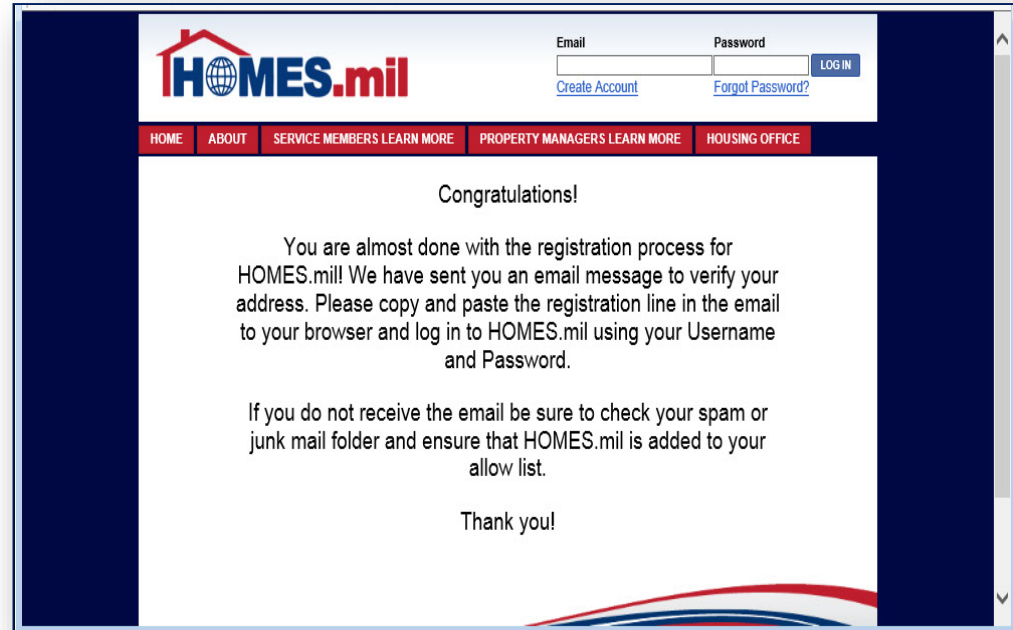 HOMES.mil
Email Password
LOG IN
Create Account Forgot Password?
HOME ABOUT SERVICE MEMBERS LEARN MORE PROPERTY MANAGERS LEARN MORE HOUSING OFFICE
Congratulations!
You are almost done with the registration process for
HOMES.mil! We have sent you an email message to verify your
address. Please copy and paste the registration line in the email
to your browser and log in to HOMES.mil using your Username
and Password.
If you do not receive the email be sure to check your spam or
junk mail folder and ensure that HOMES.mil is added to your
allow list.
Thank you!